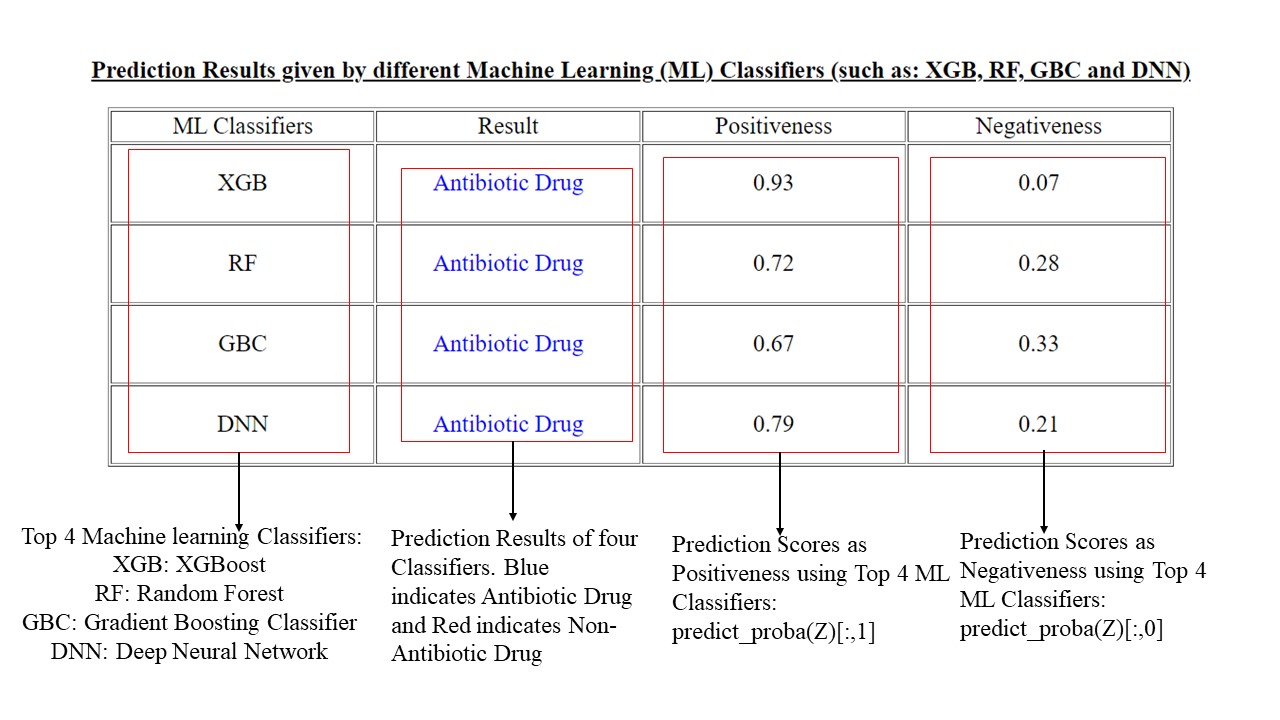 Prediction Results given by different Machine Learning (ML) Classifiers (such as: XGB, RF, GBC and DNN)
ML Classifiers Result Positiveness Negativeness
XGB Antibiotic Drug 0.93 0.07
RF Antibiotic Drug 0.72 0.28
GBC Antibiotic Drug 0.67 0.33
DNN Antibiotic Drug 0.79 0.21
Top 4 Machine learning Classifiers:
XGB: XGBoost
RF: Random Forest
GBC: Gradient Boosting Classifier
DNN: Deep Neural Network
Prediction Results of four
Classifiers. Blue
indicates Antibiotic Drug
and Red indicates Non-
Antibiotic Drug
Prediction Scores as
Positiveness using Top 4 ML
Classifiers:
predict_proba(Z)[:,1]
Prediction Scores as
Negativeness using Top 4
ML Classifiers:
predict_proba(Z)[:,0]